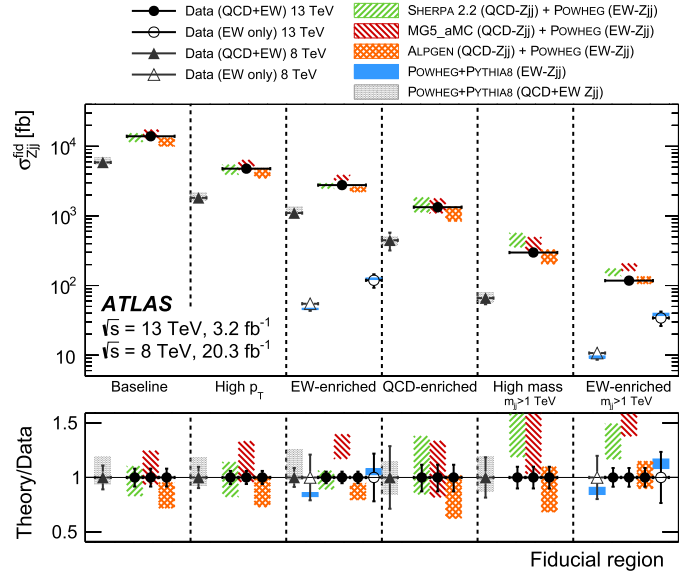 Data (QCD+EW) 13 TeV
Data (EW only) 13 TeV
Data (QCD+EW) 8 TeV
Data (EW only) 8 TeV
SHERPA 2.2 (QCD-Zjj) + POWHEG (EW-Zjj)
MG5_aMC (QCD-Zjj) + POWHEG (EW-Zjj)
ALPGEN (QCD-Zjj) + POWHEG (EW-Zjj)
POWHEG+PYTHIA8 (EW-Zjj)
POWHEG+PYTHIA8 (QCD+EW Zjj)
σ^fid_Zjj [fb]
10^4
10^3
10^2
10
ATLAS
√s = 13 TeV, 3.2 fb^-1
√s = 8 TeV, 20.3 fb^-1
Baseline
High p_T
EW-enriched
QCD-enriched
High mass
m_jj>1 TeV
EW-enriched
m_jj>1 TeV
Theory/Data
1.5
1
0.5
Fiducial region